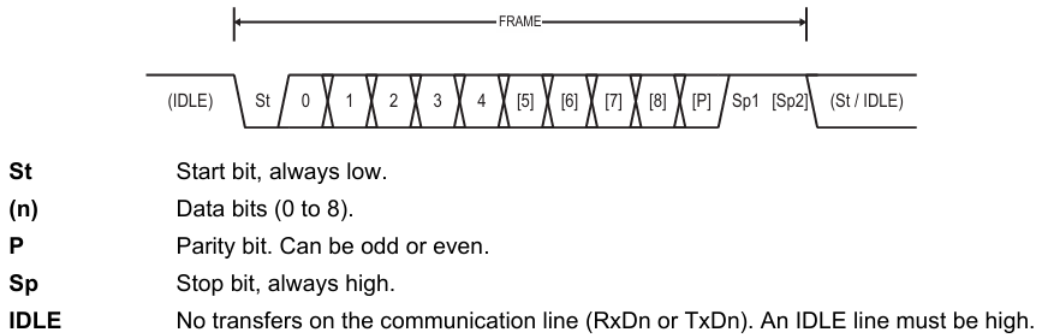 FRAME
(IDLE) St 0 1 2 3 4 [5] [6] [7] [8] [P] Sp1 [Sp2] (St / IDLE)
St Start bit, always low.
(n) Data bits (0 to 8).
P Parity bit. Can be odd or even.
Sp Stop bit, always high.
IDLE No transfers on the communication line (RxDn or TxDn). An IDLE line must be high.